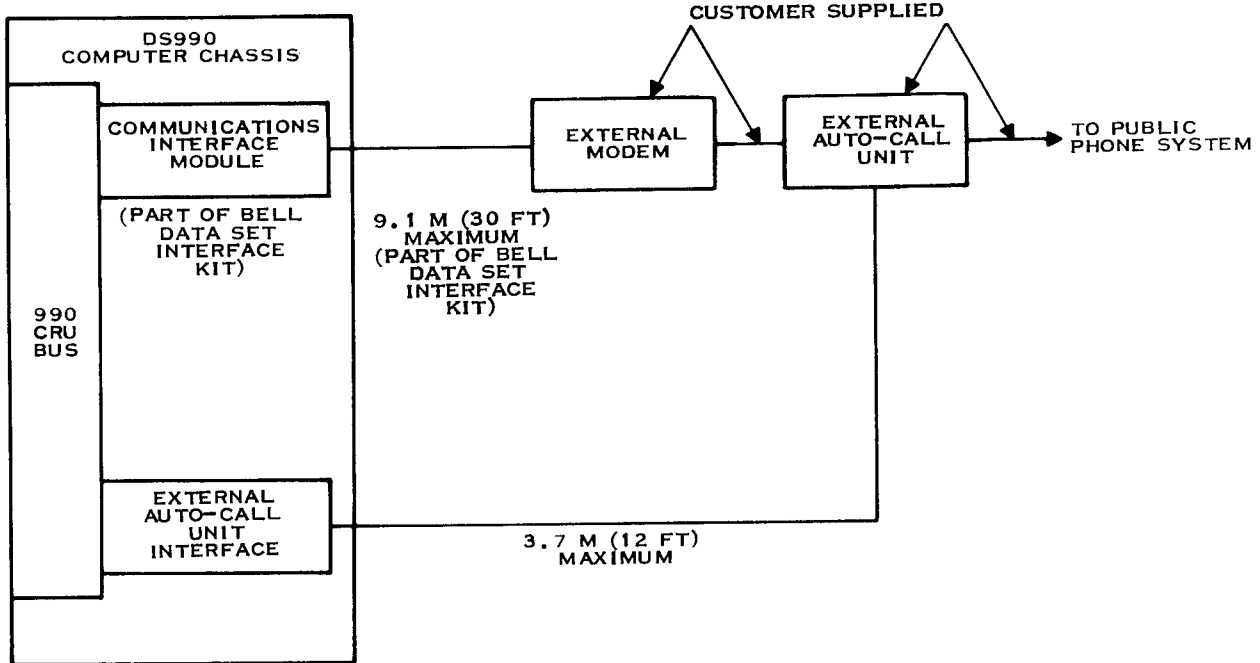 CUSTOMER SUPPLIED
DS990
COMPUTER CHASSIS
COMMUNICATIONS
INTERFACE
MODULE
(PART OF BELL
DATA SET
INTERFACE
KIT)
990
CRU
BUS
EXTERNAL
AUTO-CALL
UNIT
INTERFACE
9.1 M (30 FT)
MAXIMUM
(PART OF BELL
DATA SET
INTERFACE
KIT)
EXTERNAL
MODEM
EXTERNAL
AUTO-CALL
UNIT
TO PUBLIC
PHONE SYSTEM
3.7 M (12 FT)
MAXIMUM